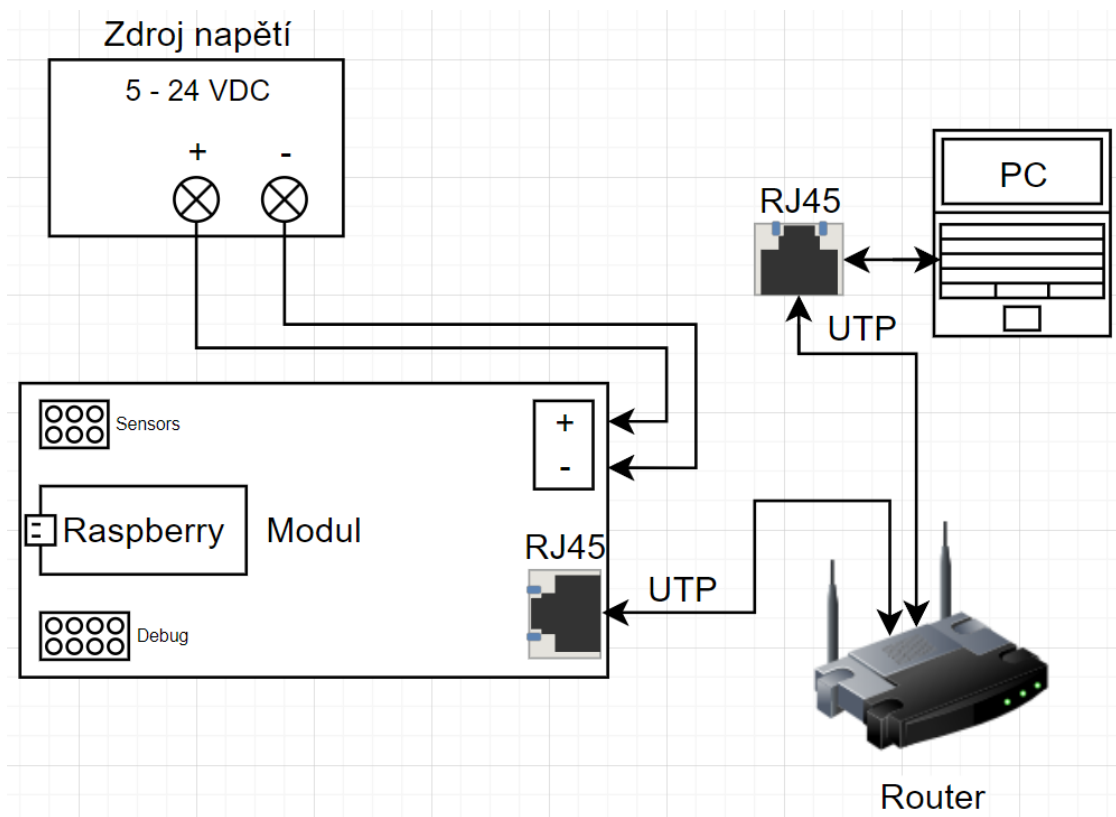 Zdroj napětí
5 - 24 VDC
+ -
PC
RJ45
UTP
Sensors
+
-
Raspberry Modul
RJ45
UTP
Debug
Router